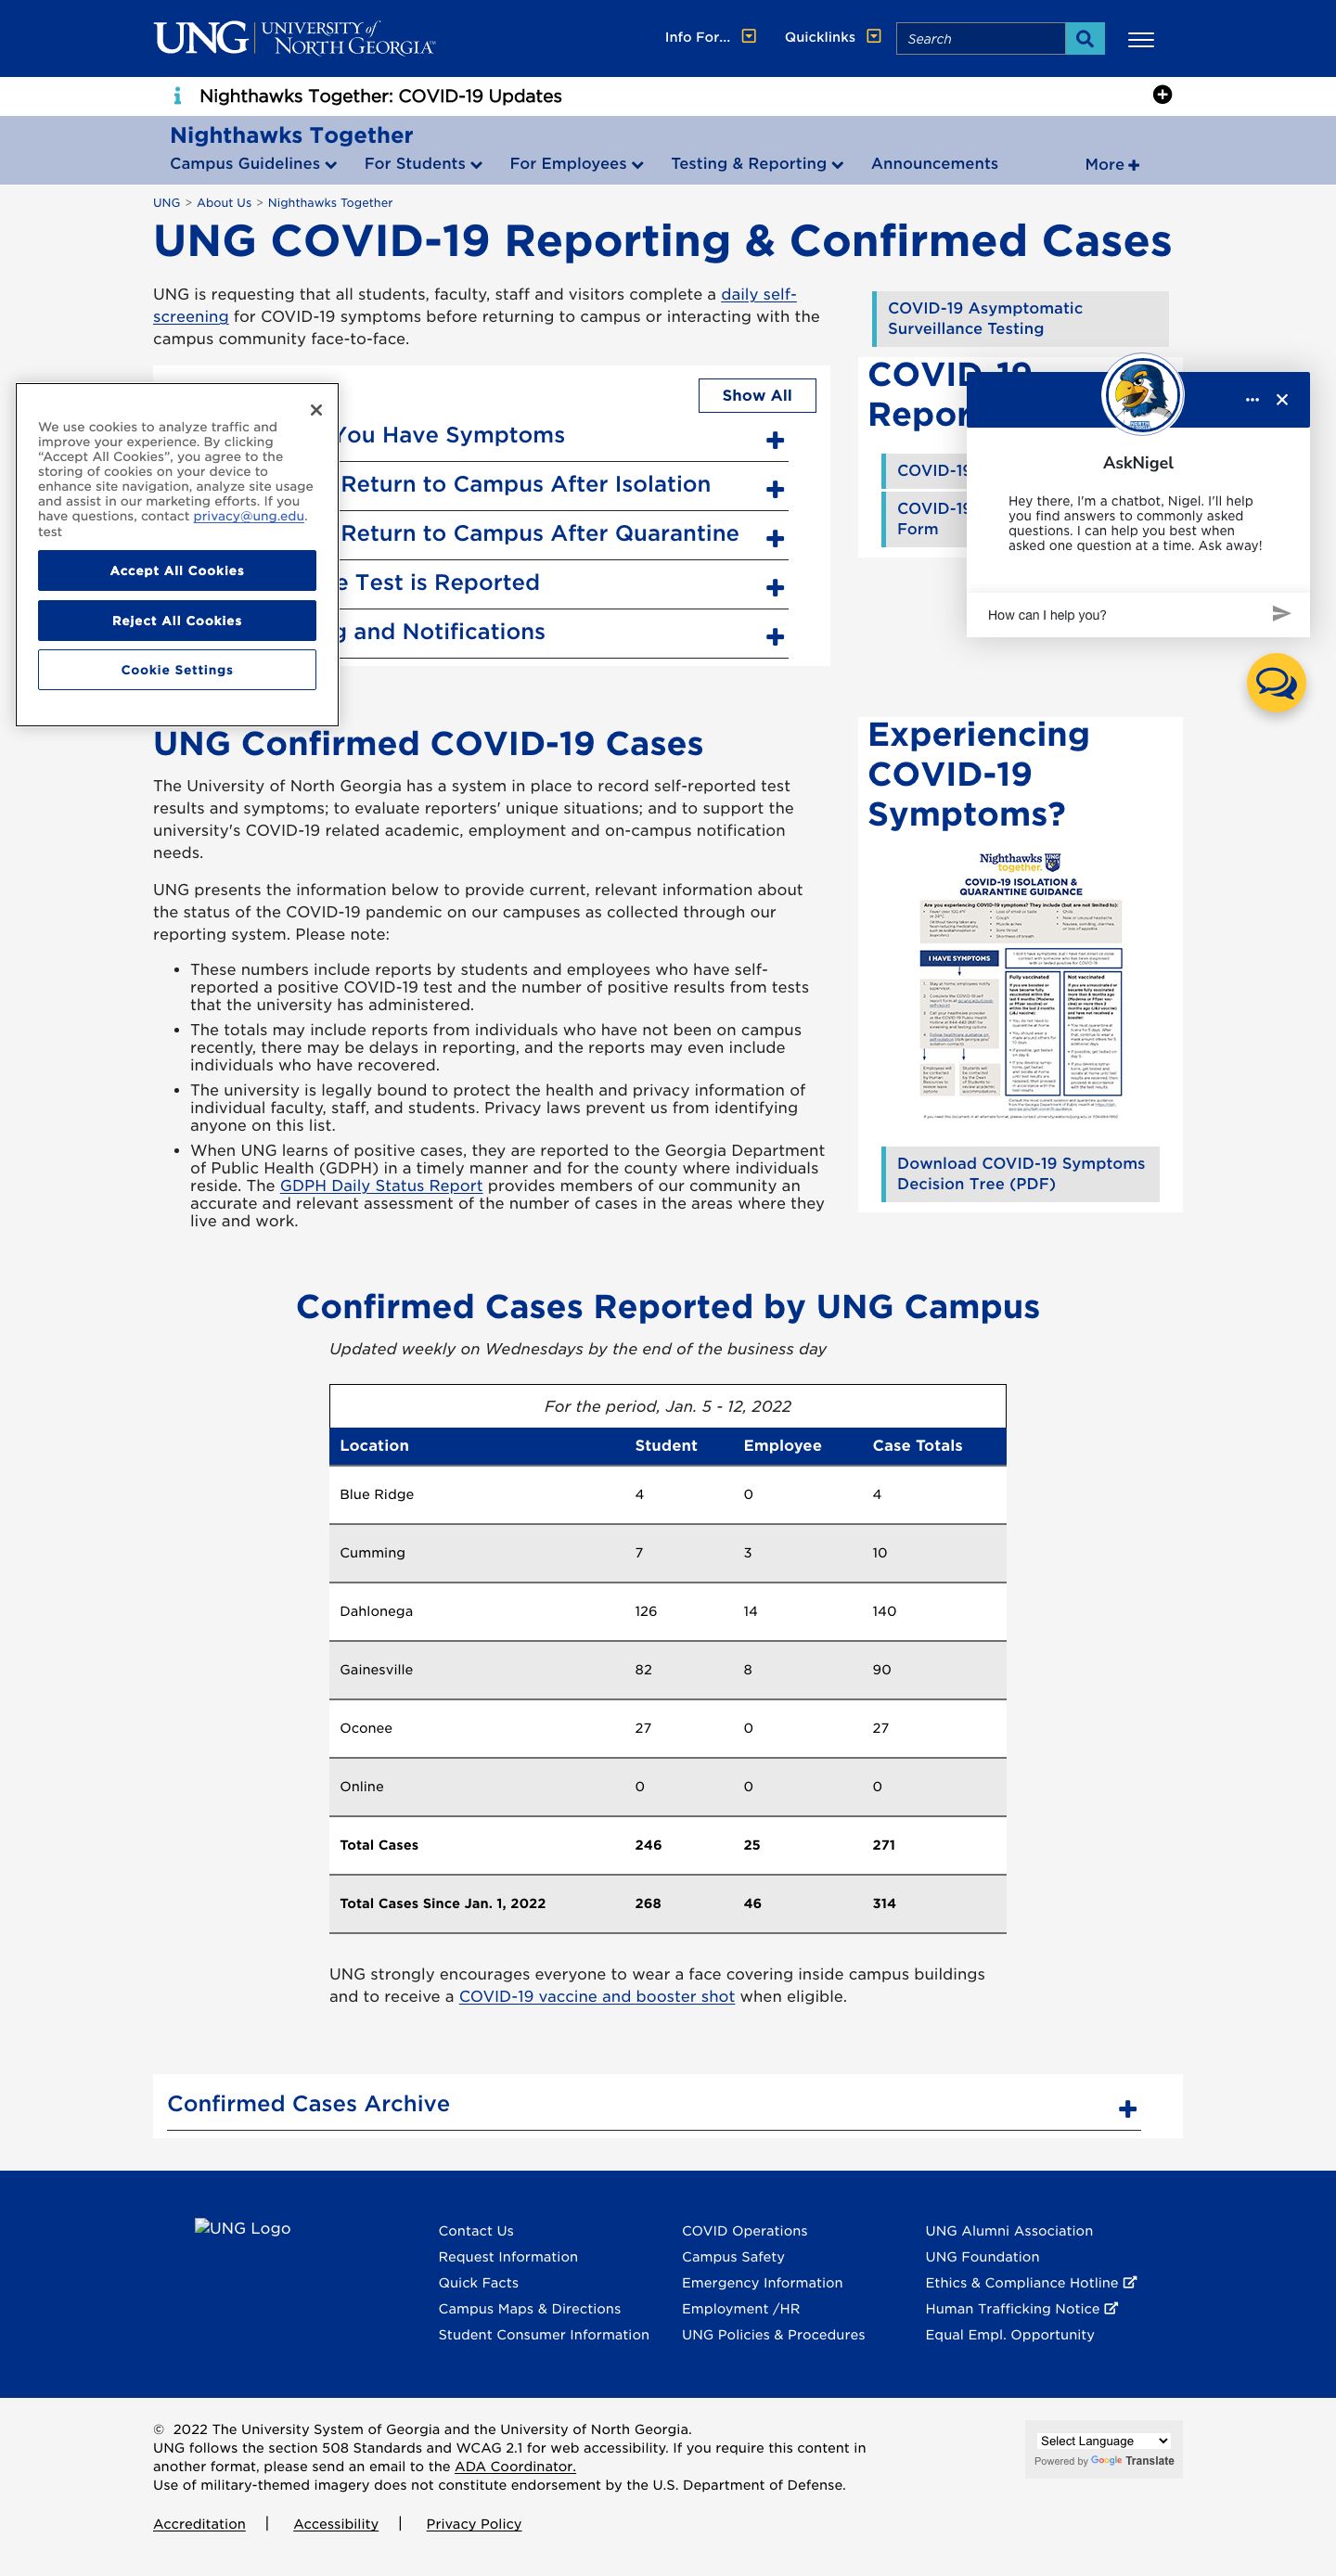 UNG UNIVERSITY of NORTH GEORGIA™
Info For...
Quicklinks
Search
Nighthawks Together: COVID-19 Updates
Nighthawks Together
Campus Guidelines
For Students
For Employees
Testing & Reporting
Announcements
More
UNG > About Us > Nighthawks Together
UNG COVID-19 Reporting & Confirmed Cases
UNG is requesting that all students, faculty, staff and visitors complete a daily self-
screening for COVID-19 symptoms before returning to campus or interacting with the
campus community face-to-face.
Show All
You Have Symptoms
Return to Campus After Isolation
Return to Campus After Quarantine
e Test is Reported
g and Notifications
We use cookies to analyze traffic and
improve your experience. By clicking
“Accept All Cookies”, you agree to the
storing of cookies on your device to
enhance site navigation, analyze site usage
and assist in our marketing efforts. If you
have questions, contact privacy@ung.edu.
test
Accept All Cookies
Reject All Cookies
Cookie Settings
COVID-19 Asymptomatic
Surveillance Testing
COVID-19
Repor
COVID-19
COVID-19
Form
AskNigel
Hey there, I'm a chatbot, Nigel. I'll help
you find answers to commonly asked
questions. I can help you best when
asked one question at a time. Ask away!
How can I help you?
UNG Confirmed COVID-19 Cases
The University of North Georgia has a system in place to record self-reported test
results and symptoms; to evaluate reporters' unique situations; and to support the
university's COVID-19 related academic, employment and on-campus notification
needs.
UNG presents the information below to provide current, relevant information about
the status of the COVID-19 pandemic on our campuses as collected through our
reporting system. Please note:
• These numbers include reports by students and employees who have self-
reported a positive COVID-19 test and the number of positive results from tests
that the university has administered.
• The totals may include reports from individuals who have not been on campus
recently, there may be delays in reporting, and the reports may even include
individuals who have recovered.
• The university is legally bound to protect the health and privacy information of
individual faculty, staff, and students. Privacy laws prevent us from identifying
anyone on this list.
• When UNG learns of positive cases, they are reported to the Georgia Department
of Public Health (GDPH) in a timely manner and for the county where individuals
reside. The GDPH Daily Status Report provides members of our community an
accurate and relevant assessment of the number of cases in the areas where they
live and work.
Experiencing
COVID-19
Symptoms?
Nighthawks together. UNG
COVID-19 ISOLATION &
QUARANTINE GUIDANCE
Are you experiencing COVID-19 symptoms? They include (but are not limited to):
I HAVE SYMPTOMS
Fully vaccinated
Not vaccinated
Download COVID-19 Symptoms
Decision Tree (PDF)
Confirmed Cases Reported by UNG Campus
Updated weekly on Wednesdays by the end of the business day
For the period, Jan. 5 - 12, 2022
Location Student Employee Case Totals
Blue Ridge 4 0 4
Cumming 7 3 10
Dahlonega 126 14 140
Gainesville 82 8 90
Oconee 27 0 27
Online 0 0 0
Total Cases 246 25 271
Total Cases Since Jan. 1, 2022 268 46 314
UNG strongly encourages everyone to wear a face covering inside campus buildings
and to receive a COVID-19 vaccine and booster shot when eligible.
Confirmed Cases Archive
UNG Logo
Contact Us
Request Information
Quick Facts
Campus Maps & Directions
Student Consumer Information
COVID Operations
Campus Safety
Emergency Information
Employment /HR
UNG Policies & Procedures
UNG Alumni Association
UNG Foundation
Ethics & Compliance Hotline
Human Trafficking Notice
Equal Empl. Opportunity
© 2022 The University System of Georgia and the University of North Georgia.
UNG follows the section 508 Standards and WCAG 2.1 for web accessibility. If you require this content in
another format, please send an email to the ADA Coordinator.
Use of military-themed imagery does not constitute endorsement by the U.S. Department of Defense.
Accreditation | Accessibility | Privacy Policy
Select Language
Powered by Google Translate